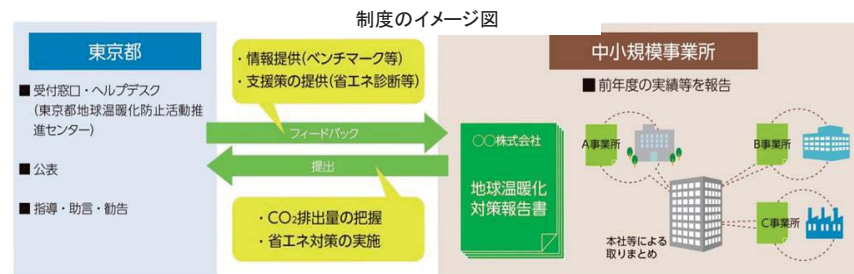 制度のイメージ図
東京都
■ 受付窓口・ヘルプデスク
(東京都地球温暖化防止活動推
進センター)
■ 公表
■ 指導・助言・勧告
・情報提供(ベンチマーク等)
・支援策の提供(省エネ診断等)
フィードバック
提出
・CO₂排出量の把握
・省エネ対策の実施
中小規模事業所
■ 前年度の実績等を報告
〇〇株式会社
地球温暖化
対策報告書
A事業所
B事業所
C事業所
本社等による
取りまとめ